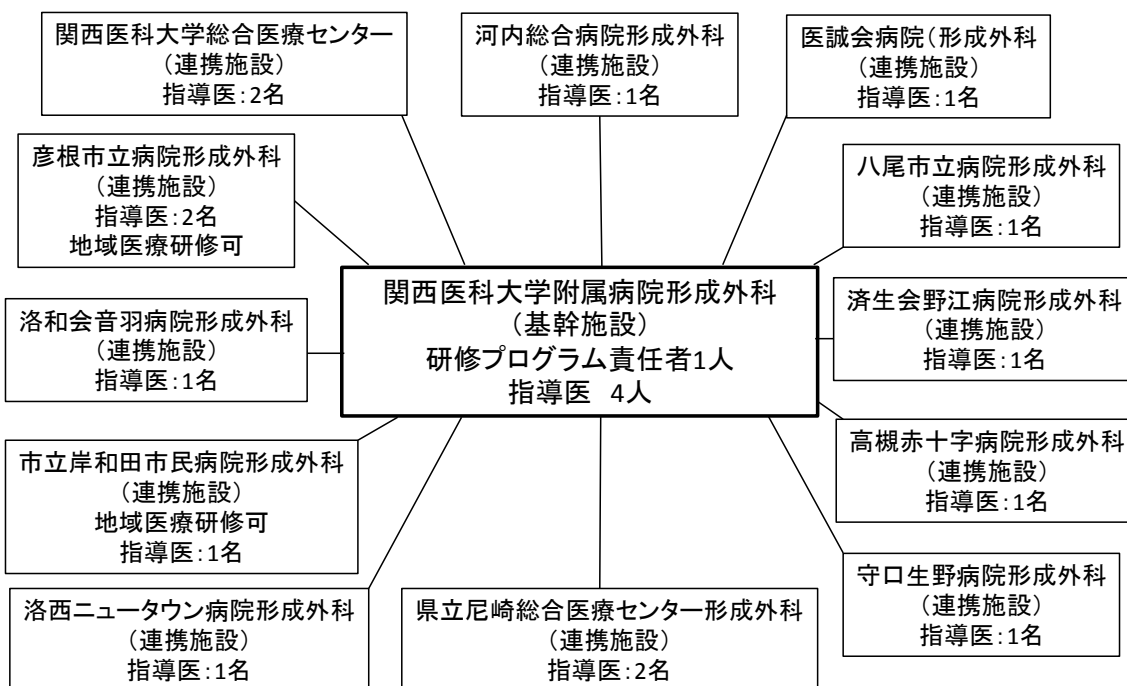 関西医科大学総合医療センター
(連携施設)
指導医:2名
河内総合病院形成外科
(連携施設)
指導医:1名
医誠会病院(形成外科
(連携施設)
指導医:1名
彦根市立病院形成外科
(連携施設)
指導医:2名
地域医療研修可
八尾市立病院形成外科
(連携施設)
指導医:1名
関西医科大学附属病院形成外科
(基幹施設)
研修プログラム責任者1人
指導医 4人
洛和会音羽病院形成外科
(連携施設)
指導医:1名
済生会野江病院形成外科
(連携施設)
指導医:1名
市立岸和田市民病院形成外科
(連携施設)
地域医療研修可
指導医:1名
高槻赤十字病院形成外科
(連携施設)
指導医:1名
洛西ニュータウン病院形成外科
(連携施設)
指導医:1名
県立尼崎総合医療センター形成外科
(連携施設)
指導医:2名
守口生野病院形成外科
(連携施設)
指導医:1名